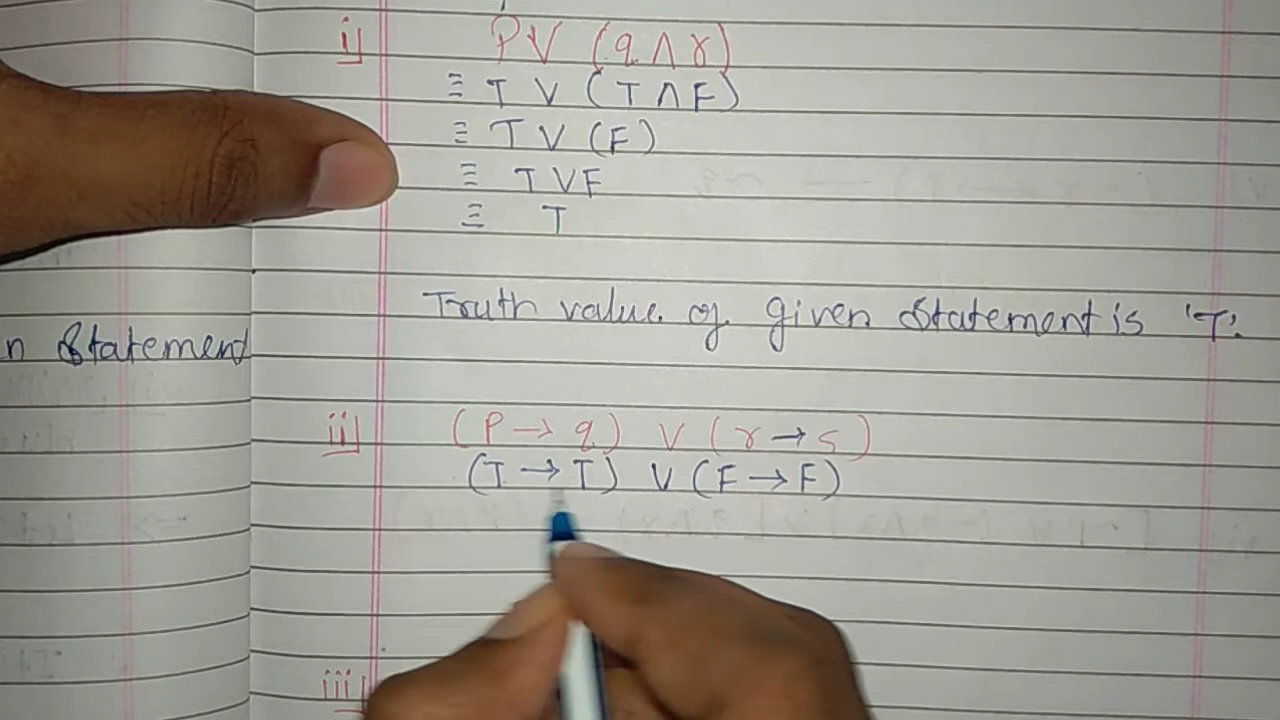 i) P ∨ (q ∧ r)
≡ T ∨ (T ∧ F)
≡ T ∨ (F)
≡ T ∨ F
≡ T
Truth value of given statement is 'T'.
n statement
ii) (P → q) ∨ (r → s)
(T → T) ∨ (F → F)
iii)